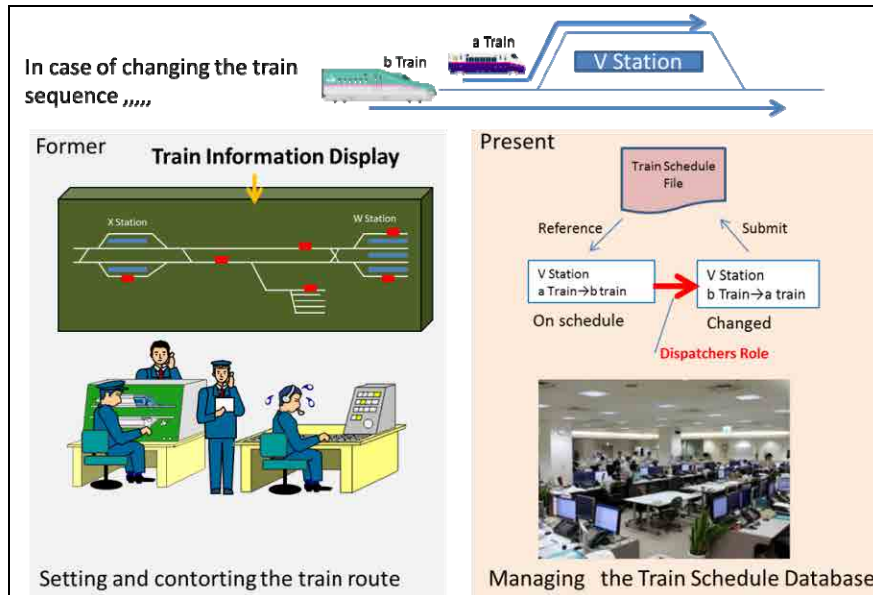 In case of changing the train
sequence ,,,,,
b Train
a Train
V Station
Former
Train Information Display
X Station
W Station
Setting and contorting the train route
Present
Train Schedule
File
Reference
Submit
V Station
a Train→b train
On schedule
V Station
b Train→a train
Changed
Dispatchers Role
Managing the Train Schedule Database